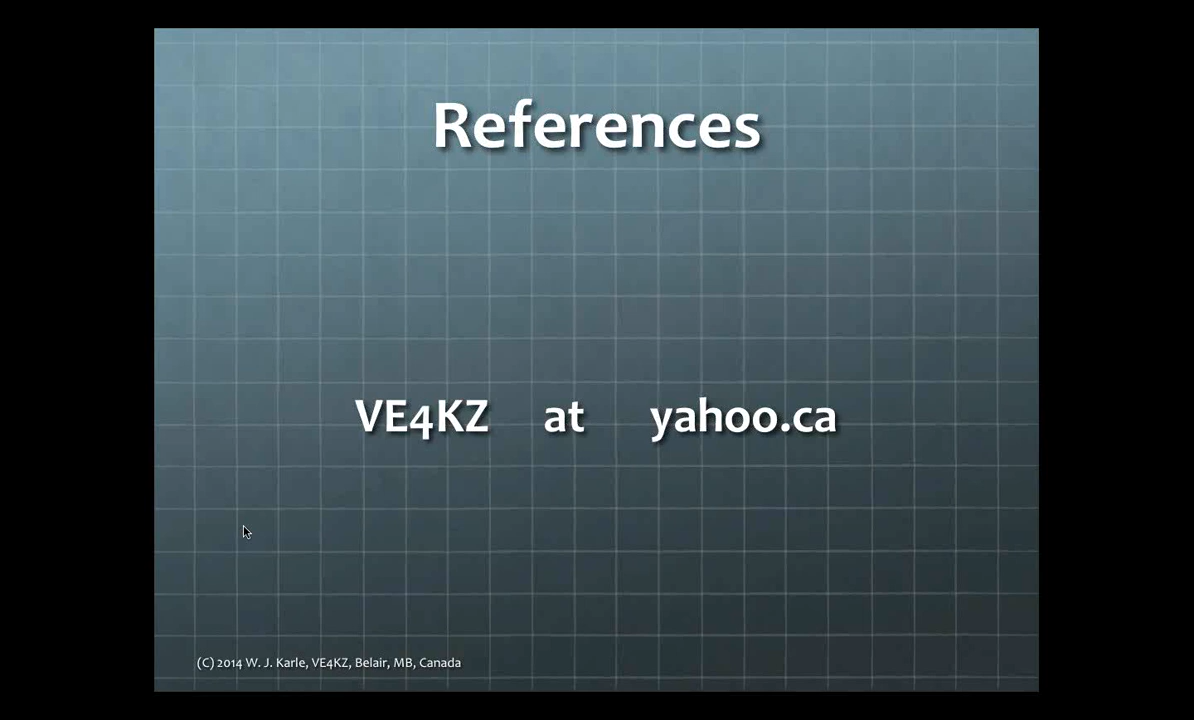 References
VE4KZ at yahoo.ca
(C) 2014 W. J. Karle, VE4KZ, Belair, MB, Canada